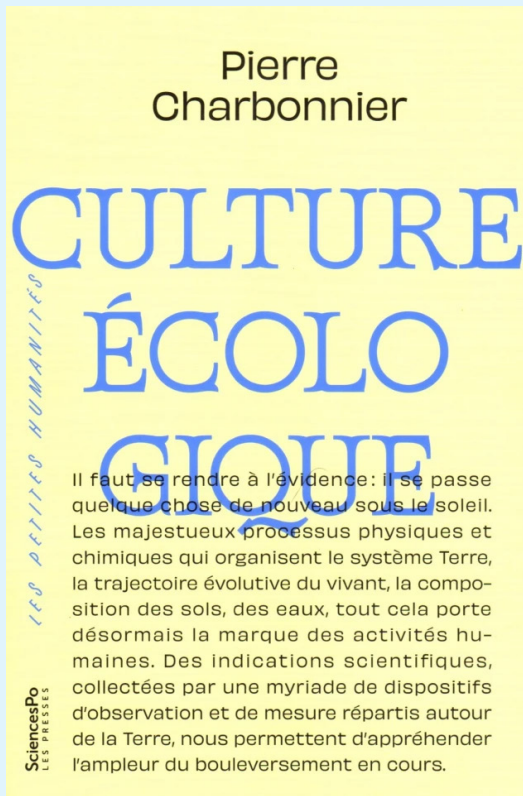 Pierre
Charbonnier
CULTURE
ÉCOLO
GIQUE
LES PETITES HUMANITÉS
Il faut se rendre à l'évidence : il se passe
quelque chose de nouveau sous le soleil.
Les majestueux processus physiques et
chimiques qui organisent le système Terre,
la trajectoire évolutive du vivant, la compo-
sition des sols, des eaux, tout cela porte
désormais la marque des activités hu-
maines. Des indications scientifiques,
collectées par une myriade de dispositifs
d'observation et de mesure répartis autour
de la Terre, nous permettent d'appréhender
l'ampleur du bouleversement en cours.
SciencesPo
LES PRESSES